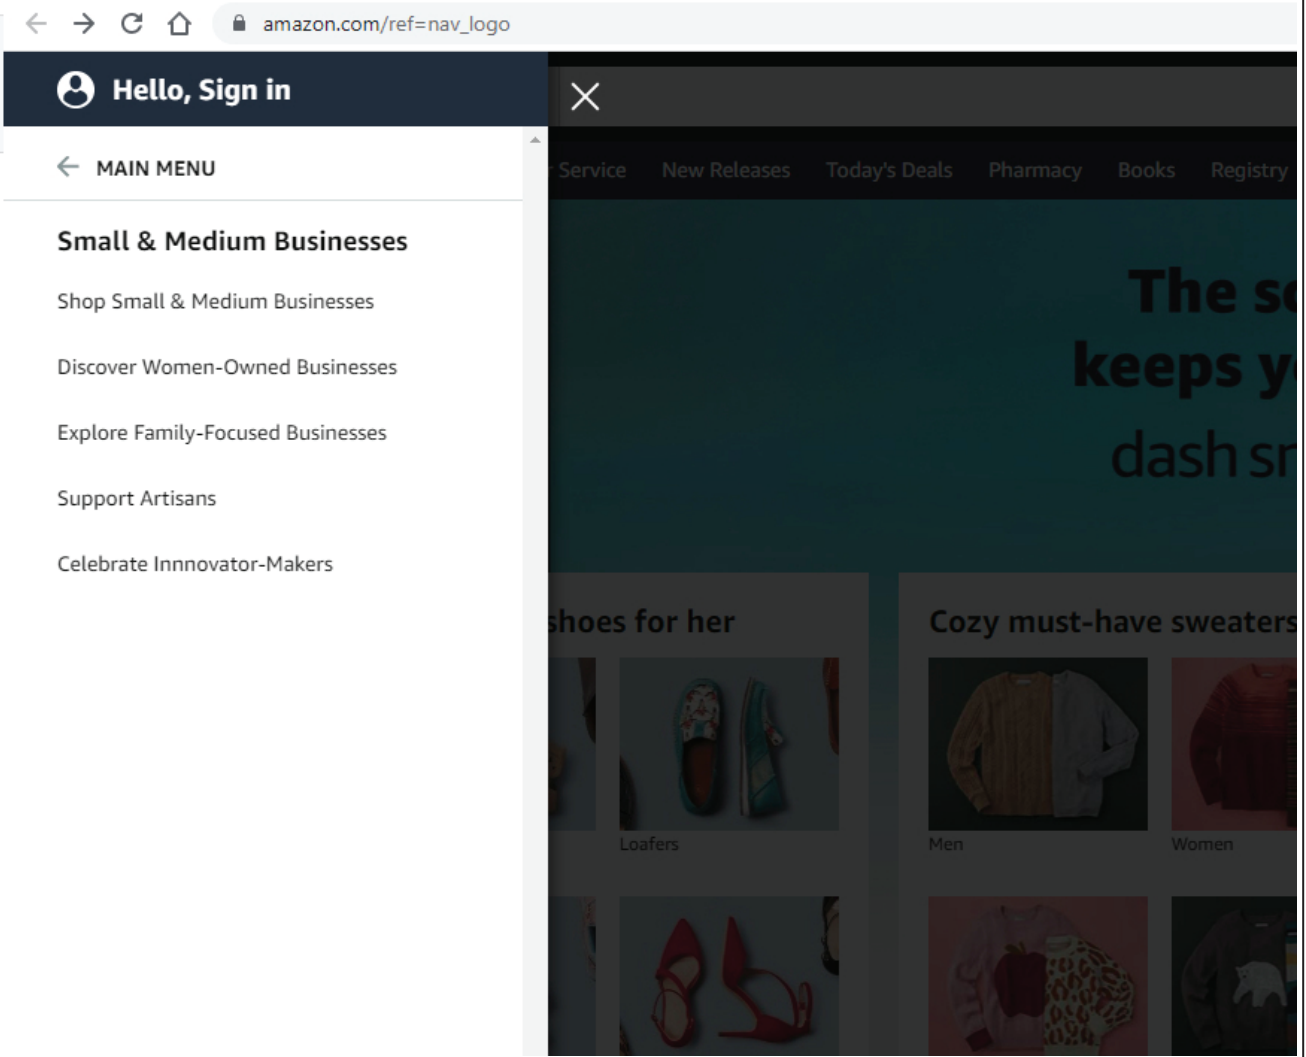 amazon.com/ref=nav_logo
Hello, Sign in
MAIN MENU
Service New Releases Today's Deals Pharmacy Books Registry
Small & Medium Businesses
Shop Small & Medium Businesses
Discover Women-Owned Businesses
Explore Family-Focused Businesses
Support Artisans
Celebrate Innnovator-Makers
The
keeps
dash
shoes for her
Cozy must-have sweaters
Loafers
Men
Women